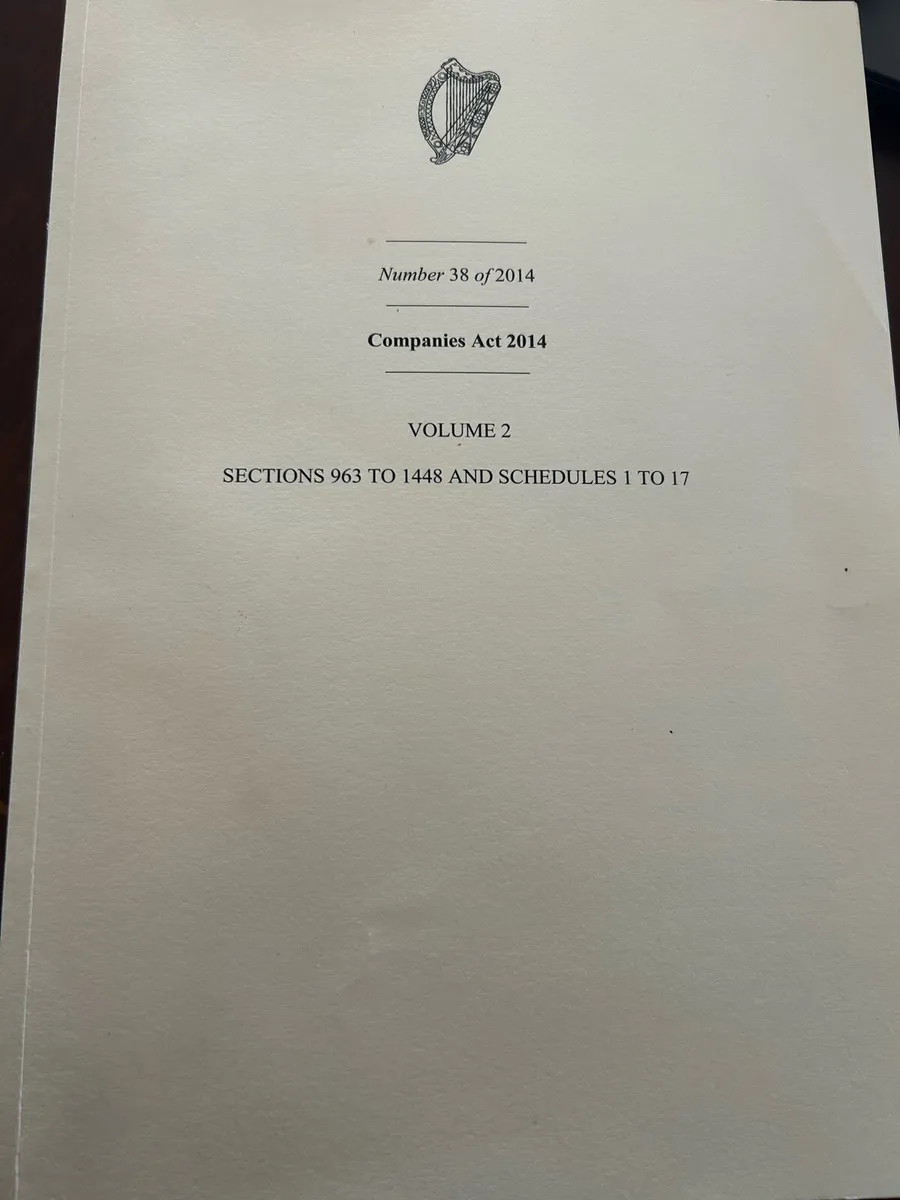 Number 38 of 2014
Companies Act 2014
VOLUME 2
SECTIONS 963 TO 1448 AND SCHEDULES 1 TO 17